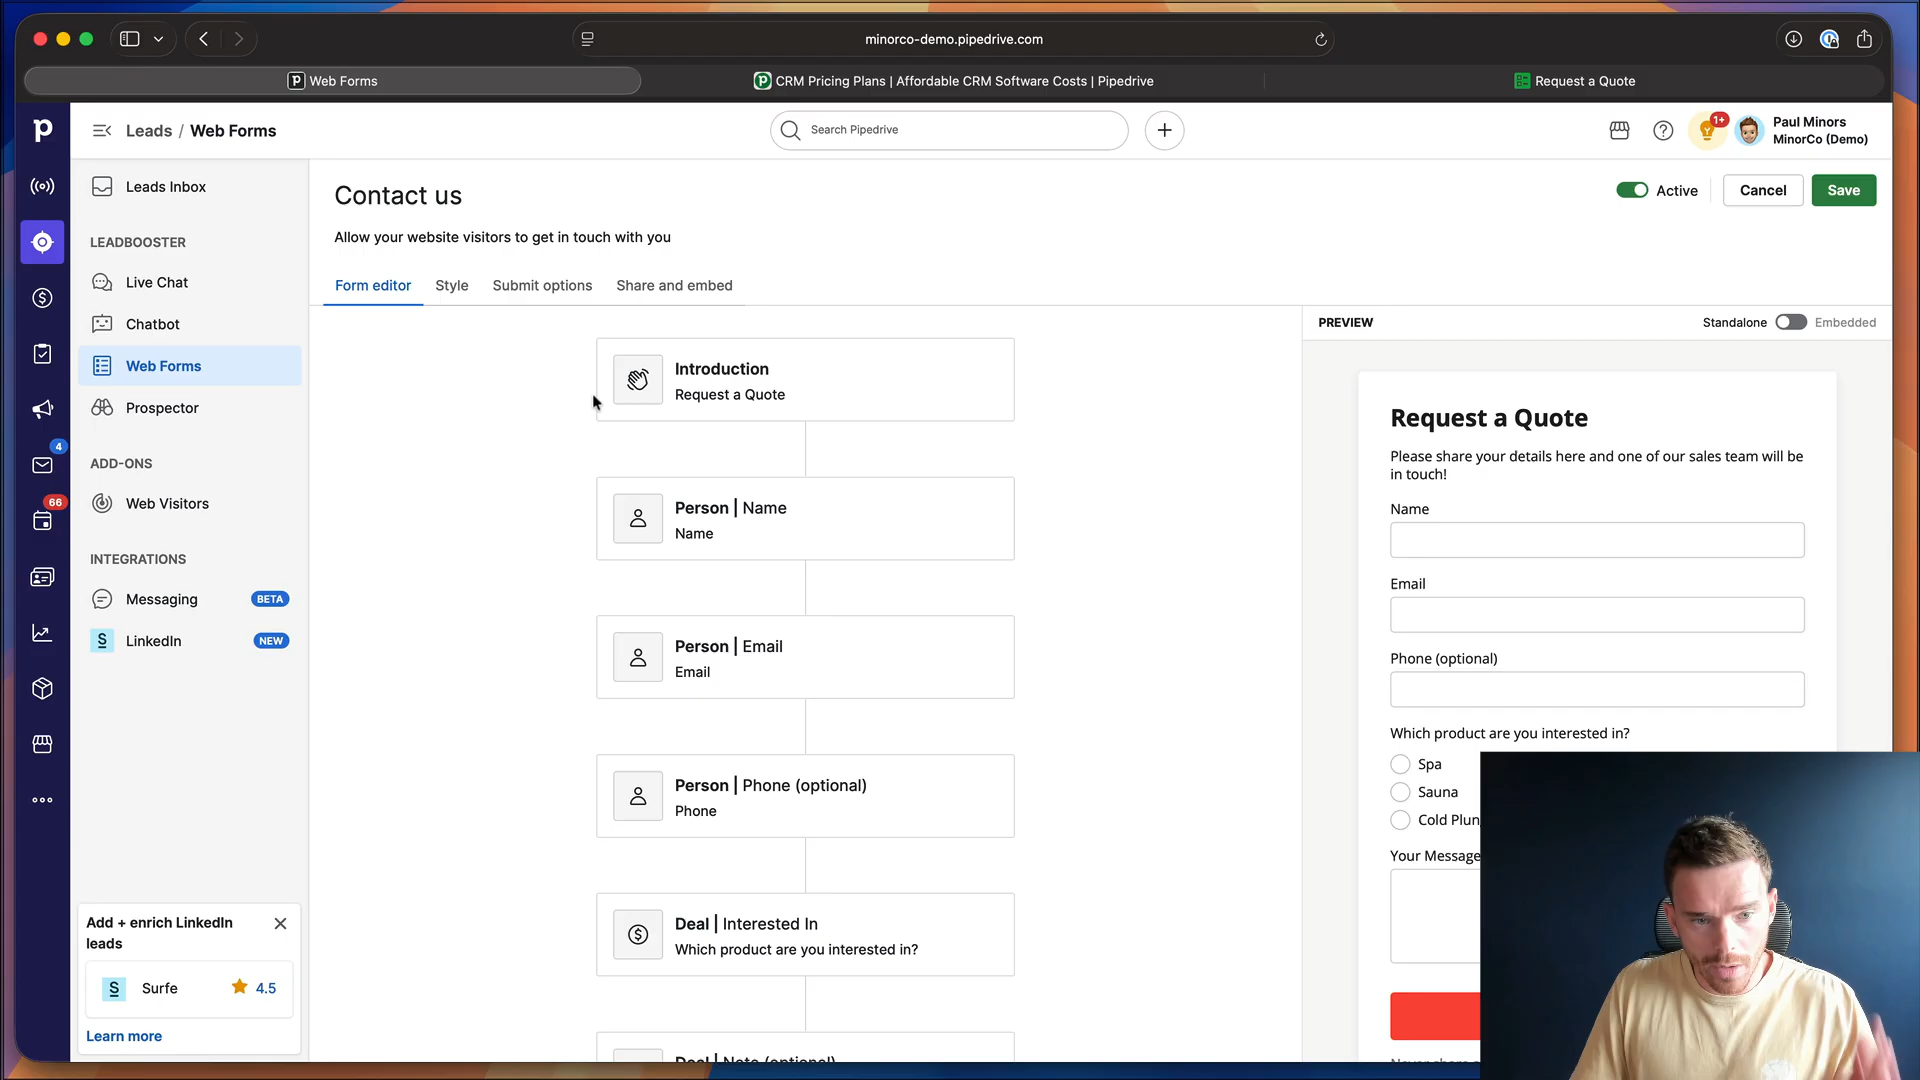 minorco-demo.pipedrive.com
Web Forms
CRM Pricing Plans | Affordable CRM Software Costs | Pipedrive
Request a Quote
Leads / Web Forms
Search Pipedrive
1+
Paul Minors
MinorCo (Demo)
Leads Inbox
LEADBOOSTER
Live Chat
Chatbot
Web Forms
Prospector
4
ADD-ONS
66
Web Visitors
INTEGRATIONS
Messaging BETA
LinkedIn NEW
Add + enrich LinkedIn
leads
Surfe 4.5
Learn more
Contact us
Active
Cancel
Save
Allow your website visitors to get in touch with you
Form editor
Style
Submit options
Share and embed
Introduction
Request a Quote
Person | Name
Name
Person | Email
Email
Person | Phone (optional)
Phone
Deal | Interested In
Which product are you interested in?
Deal | Note (optional)
PREVIEW
Standalone
Embedded
Request a Quote
Please share your details here and one of our sales team will be
in touch!
Name
Email
Phone (optional)
Which product are you interested in?
Spa
Sauna
Cold
Your Message